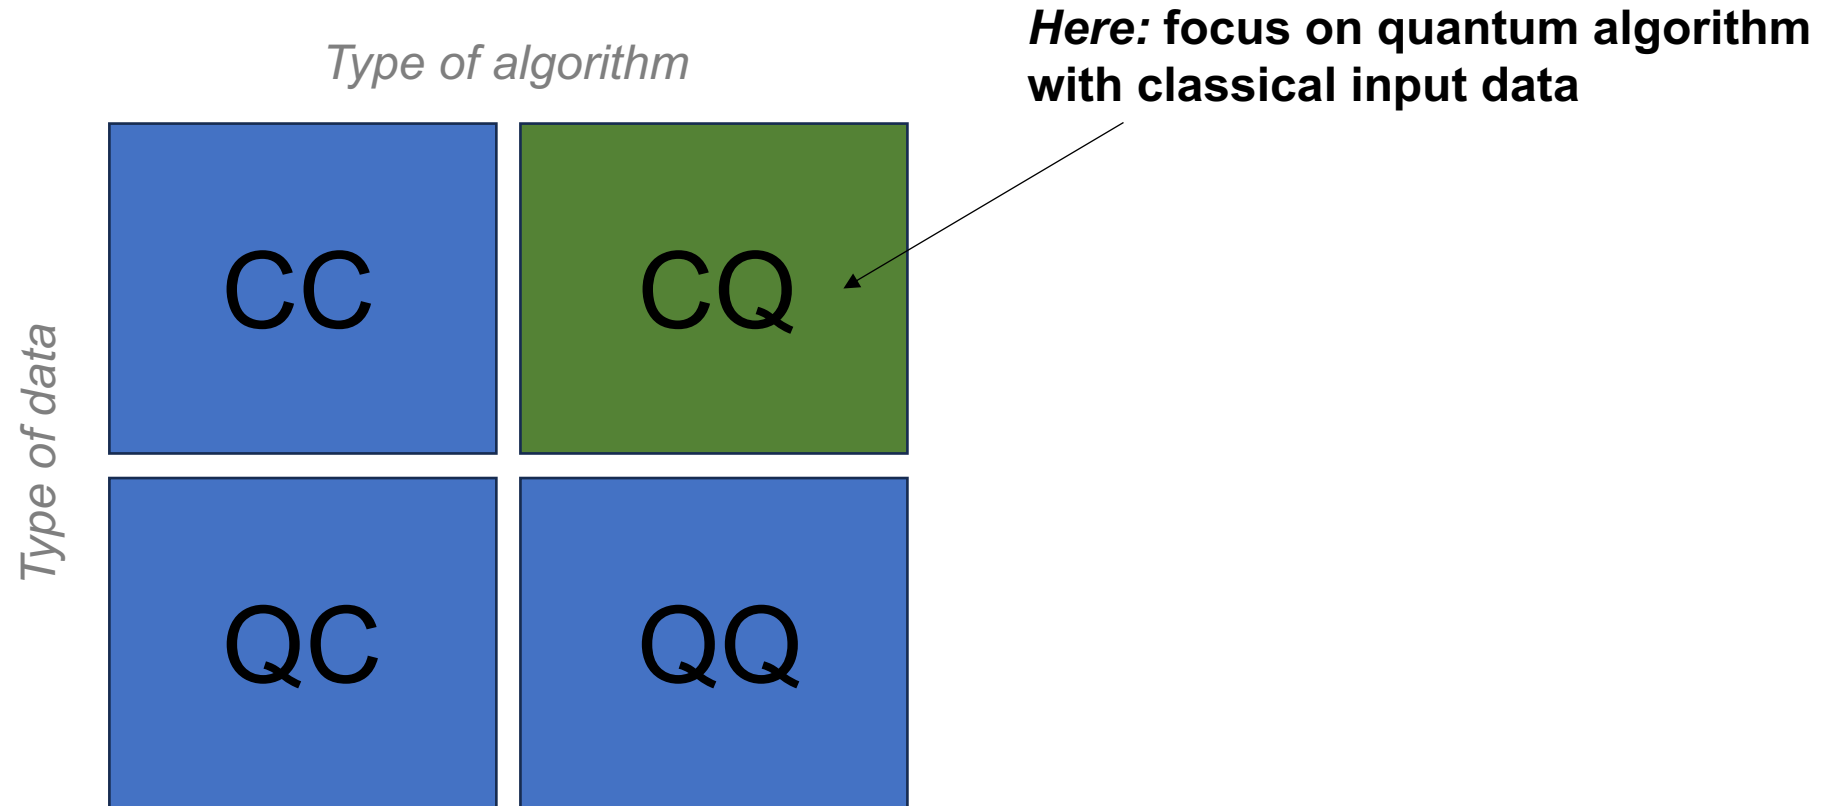 Here: focus on quantum algorithm
with classical input data
Type of algorithm
CC
CQ
Type of data
QC
QQ